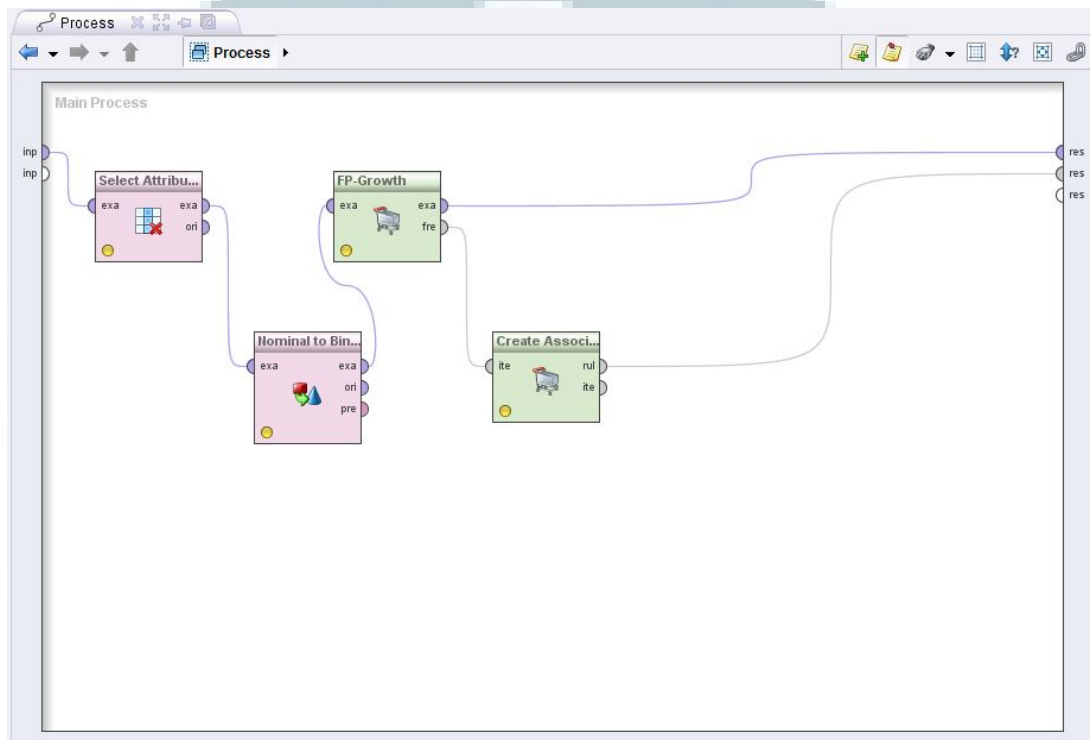 Process
Process
Main Process
inp
inp
res
res
res
Select Attribu...
exa exa
ori
FP-Growth
exa exa
fre
Nominal to Bin...
exa exa
ori
pre
Create Associ...
ite rul
ite